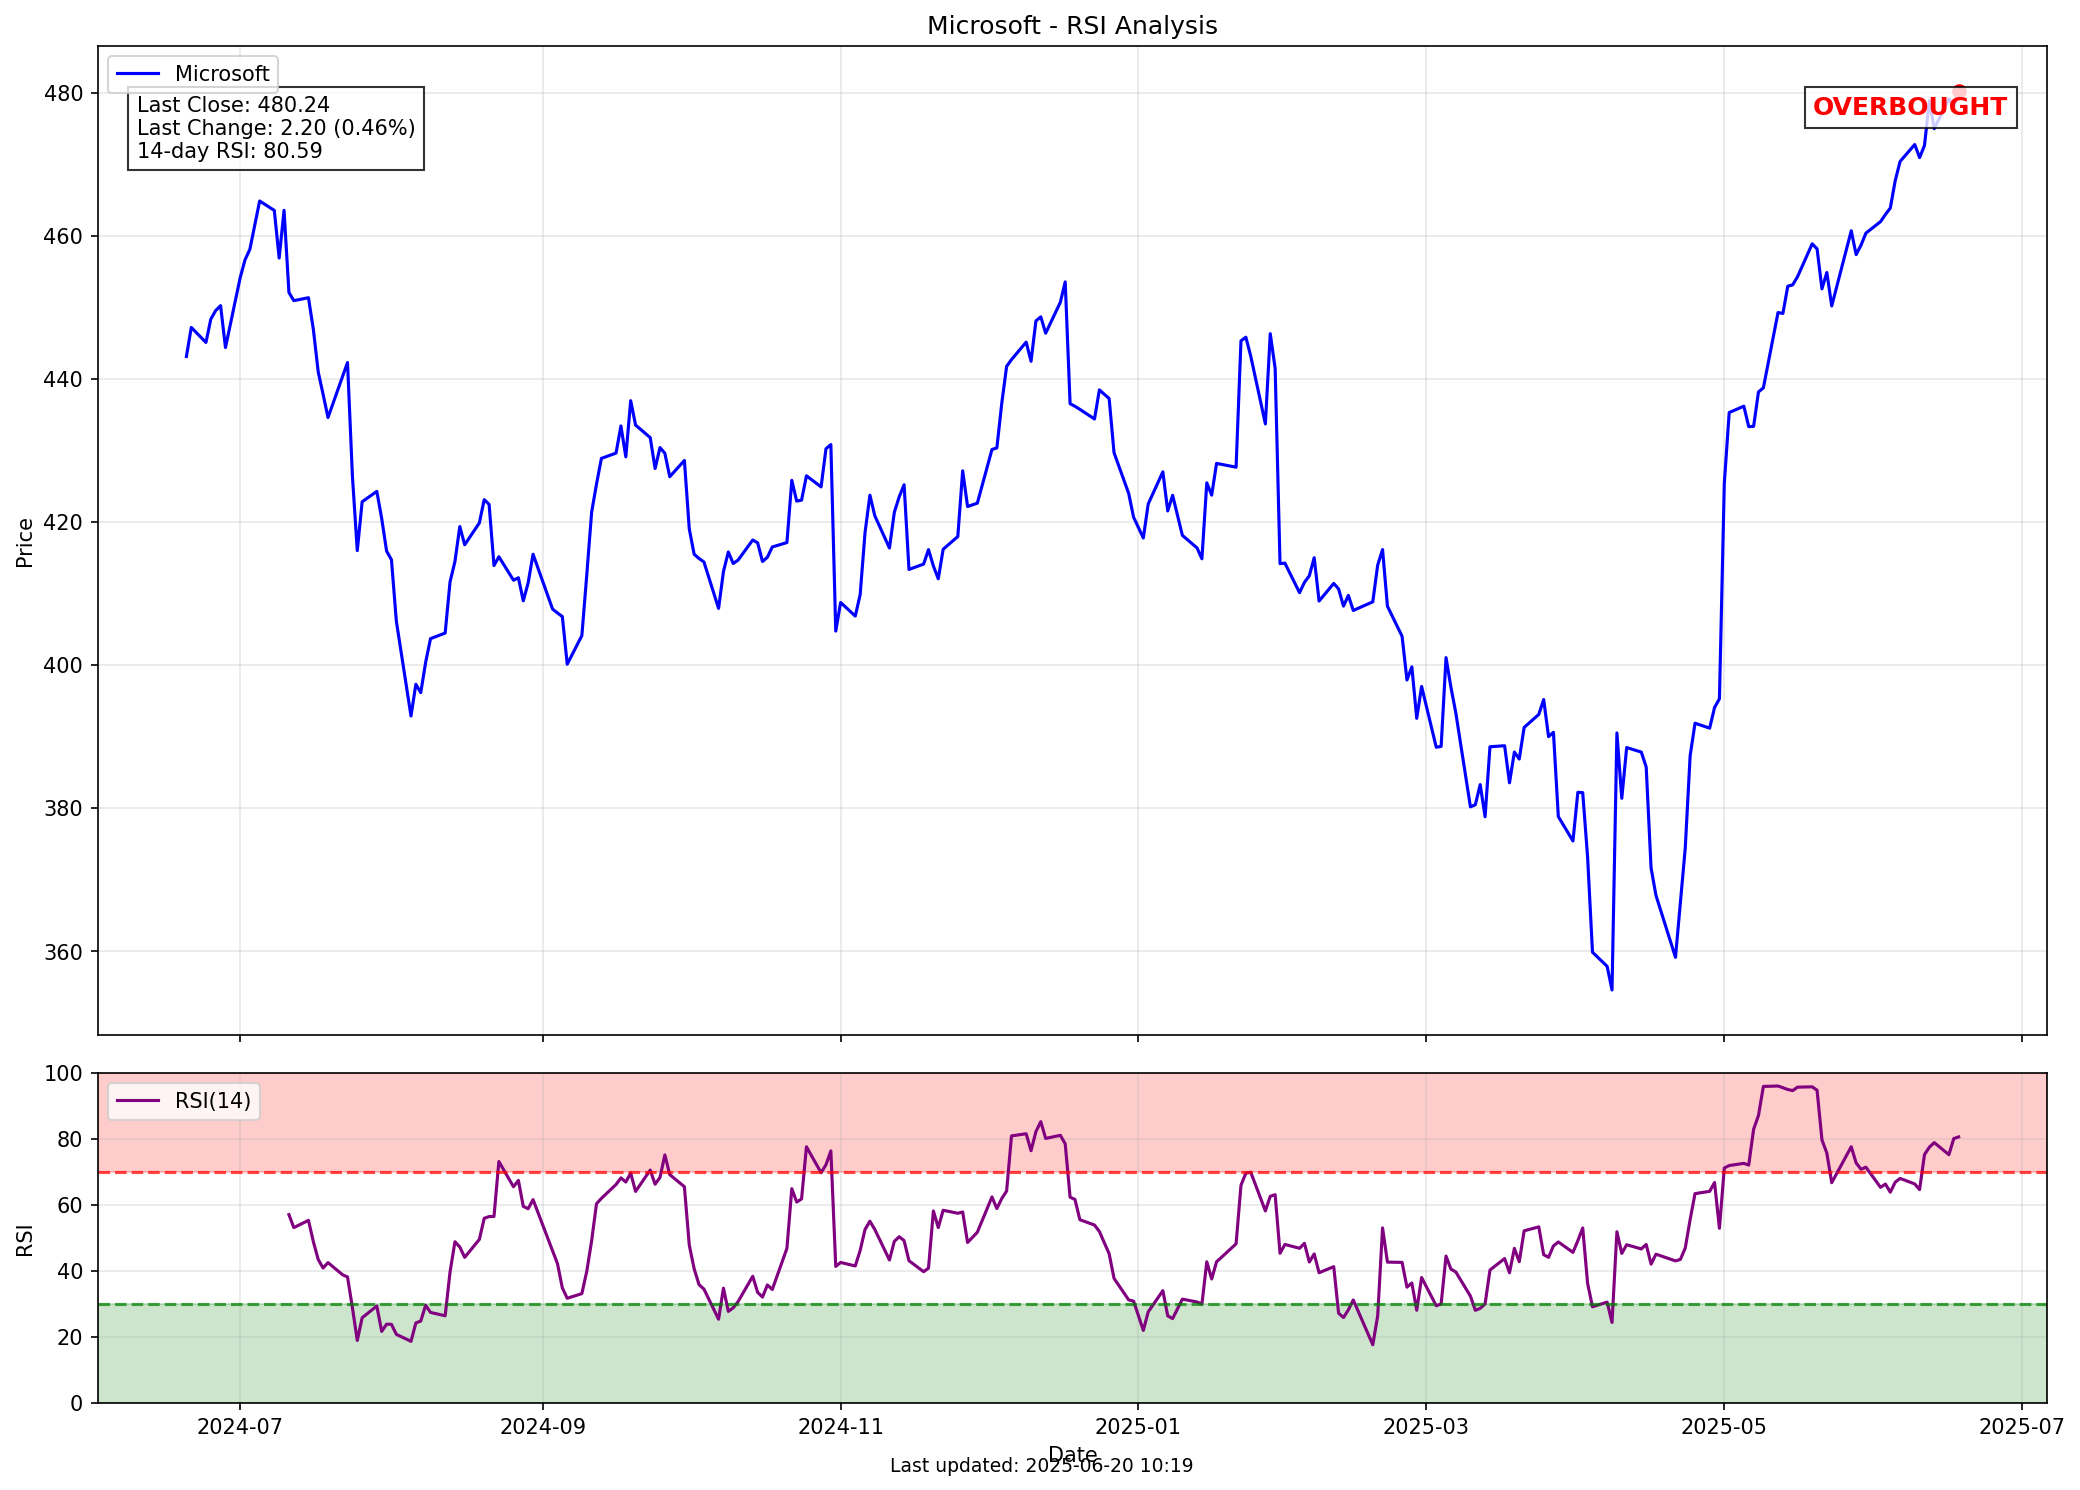 Microsoft - RSI Analysis
Microsoft
Last Close: 480.24
Last Change: 2.20 (0.46%)
14-day RSI: 80.59
OVERBOUGHT
Price
480
460
440
420
400
380
360
RSI
RSI(14)
100
80
60
40
20
0
2024-07
2024-09
2024-11
2025-01
2025-03
2025-05
2025-07
Date
Last updated: 2025-06-20 10:19